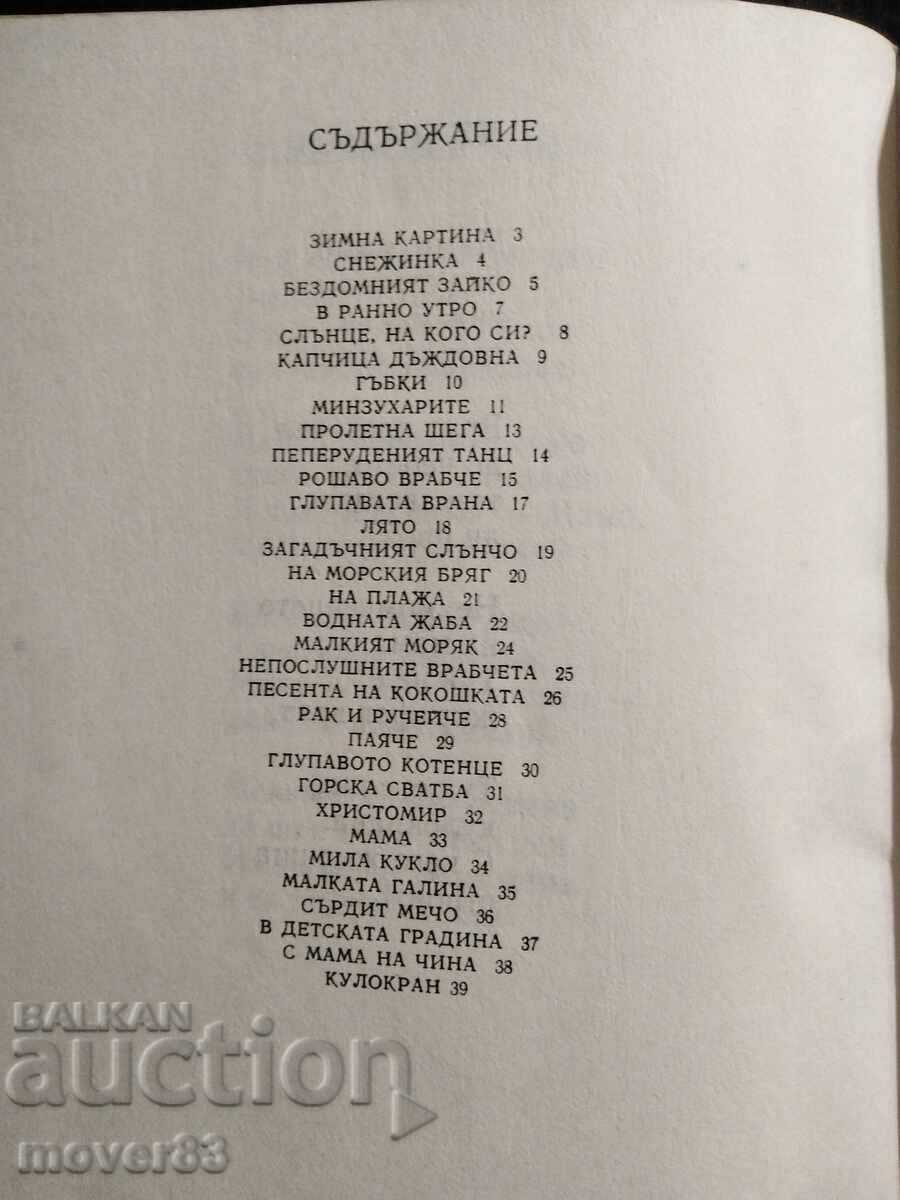 СЪДЪРЖАНИЕ
ЗИМНА КАРТИНА 3
СНЕЖИНКА 4
БЕЗДОМНИЯТ ЗАЙКО 5
В РАННО УТРО 7
СЛЪНЦЕ, НА КОГО СИ? 8
КАПЧИЦА ДЪЖДОВНА 9
ГЪБКИ 10
МИНЗУХАРИТЕ 11
ПРОЛЕТНА ШЕГА 13
ПЕПЕРУДЕНИЯТ ТАНЦ 14
РОШАВО ВРАБЧЕ 15
ГЛУПАВАТА ВРАНА 17
ЛЯТО 18
ЗАГАДЪЧНИЯТ СЛЪНЧО 19
НА МОРСКИЯ БРЯГ 20
НА ПЛАЖА 21
ВОДНАТА ЖАБА 22
МАЛКИЯТ МОРЯК 24
НЕПОСЛУШНИТЕ ВРАБЧЕТА 25
ПЕСЕНТА НА КОКОШКАТА 26
РАК И РУЧЕЙЧЕ 28
ПАЯЧЕ 29
ГЛУПАВОТО КОТЕНЦЕ 30
ГОРСКА СВАТБА 31
ХРИСТОМИР 32
МАМА 33
МИЛА КУКЛО 34
МАЛКАТА ГАЛИНА 35
СЪРДИТ МЕЧО 36
В ДЕТСКАТА ГРАДИНА 37
С МАМА НА ЧИНА 38
КУЛОКРАН 39
BALKAN
auction
mover83